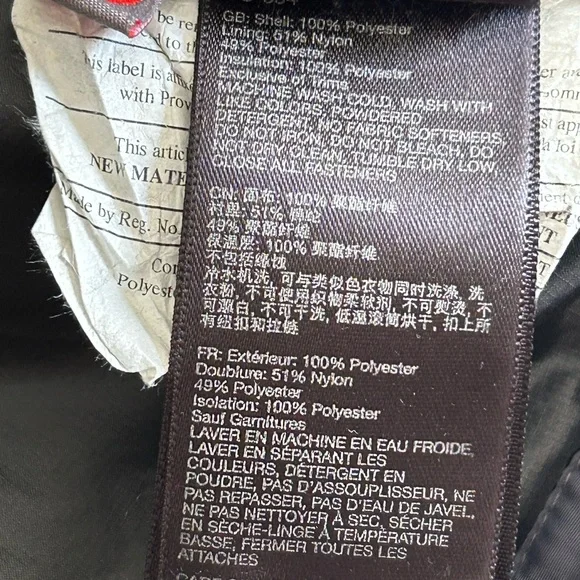 GB: Shell: 100% Polyester
Lining: 51% Nylon
49% Polyester
Insulation: 100% Polyester
Exclusive of Trims
MACHINE WASH COLD, WASH WITH
LIKE COLORS, POWDERED
DETERGENT, NO FABRIC SOFTENERS
DO NOT IRON, DO NOT BLEACH, DO
NOT DRY CLEAN, TUMBLE DRY LOW,
CLOSE ALL FASTENERS
CN: 面布: 100% 聚酯纤维
衬里: 51% 锦纶
49% 聚酯纤维
保温层: 100% 聚酯纤维
不包括缘饰
冷水机洗, 可与类似色衣物同时洗涤, 洗
衣粉, 不可使用织物柔软剂, 不可熨烫, 不
可漂白, 不可干洗, 低温滚筒烘干, 扣上所
有纽扣和拉链
FR: Extérieur: 100% Polyester
Doublure: 51% Nylon
49% Polyester
Isolation: 100% Polyester
Sauf Garnitures
LAVER EN MACHINE EN EAU FROIDE,
LAVER EN SÉPARANT LES
COULEURS, DÉTERGENT EN
POUDRE, PAS D'ASSOUPLISSEUR, NE
PAS REPASSER, PAS D'EAU DE JAVEL,
NE PAS NETTOYER À SEC, SÉCHER
EN SÈCHE-LINGE À TEMPÉRATURE
BASSE, FERMER TOUTES LES
ATTACHES
be
to th
this label is
with Prov
This artic
NEW MATE
Made by Reg. No.
Con
Polyest